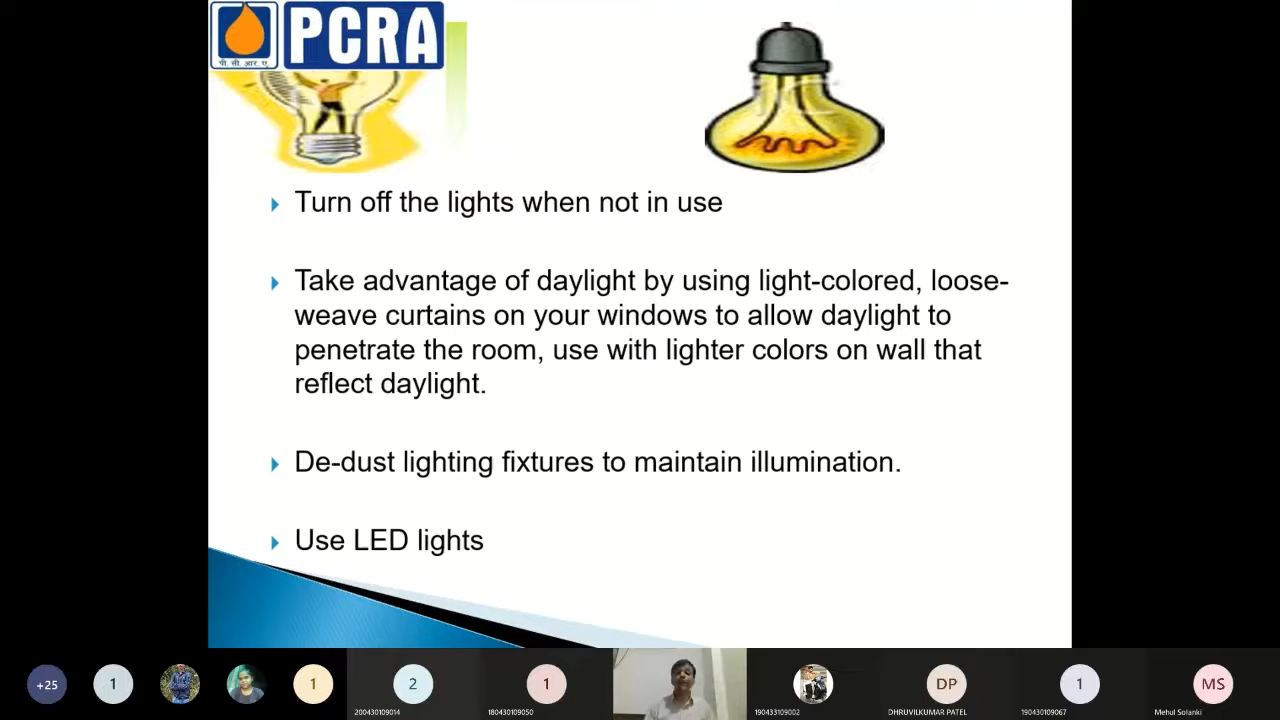 पी. सी. आर. ए.
PCRA
Turn off the lights when not in use
Take advantage of daylight by using light-colored, loose-
weave curtains on your windows to allow daylight to
penetrate the room, use with lighter colors on wall that
reflect daylight.
De-dust lighting fixtures to maintain illumination.
Use LED lights
+25
1
1
2
1
DP
1
MS
200430109014
180430109050
190433109002
DHRUVILKUMAR PATEL
190430109067
Mehul Solanki